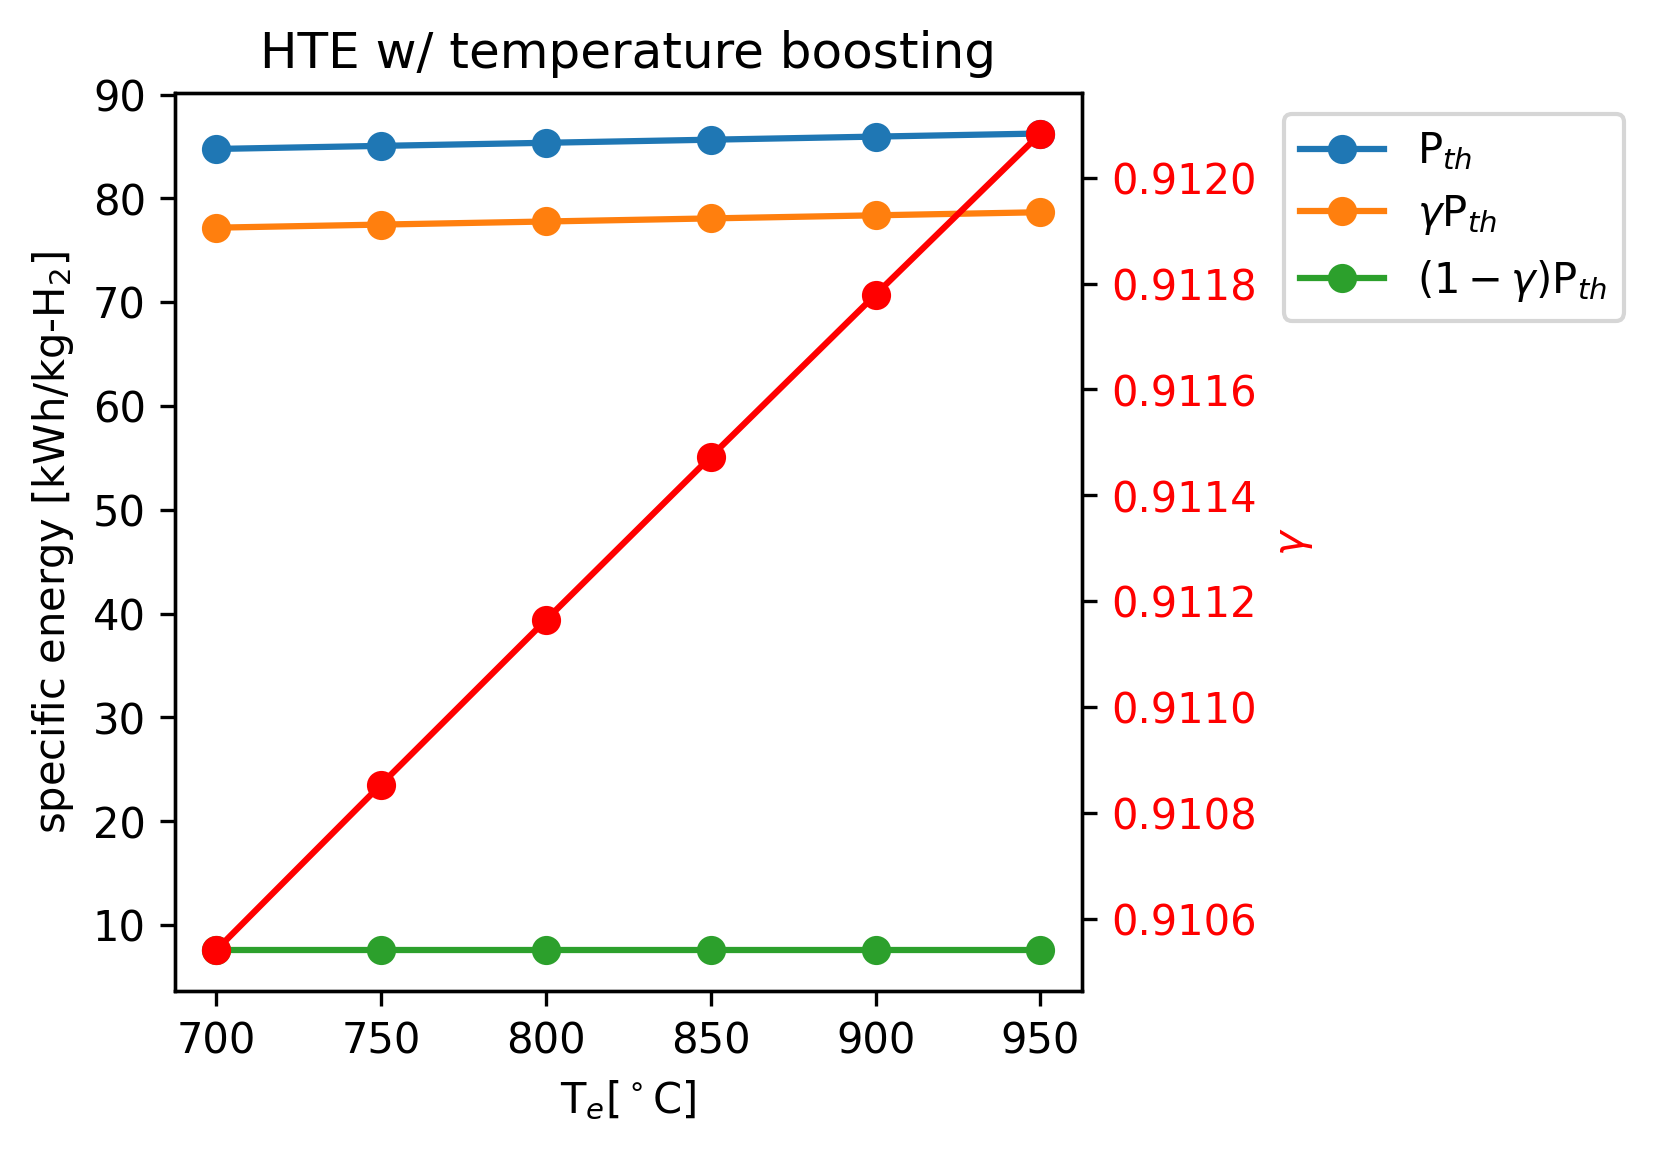 HTE w/ temperature boosting
90
80
70
60
50
40
30
20
10
specific energy [kWh/kg-H₂]
700 750 800 850 900 950
Tₑ[°C]
0.9120
0.9118
0.9116
0.9114
0.9112
0.9110
0.9108
0.9106
γ
P_th
γP_th
(1 − γ)P_th